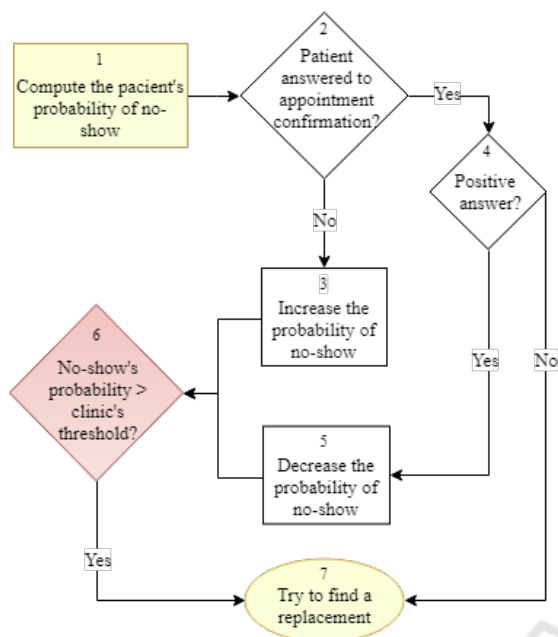 1
Compute the pacient's
probability of no-
show
2
Patient
answered to
appointment
confirmation?
Yes
4
Positive
answer?
No
3
Increase the
probability of
no-show
6
No-show's
probability >
clinic's
threshold?
Yes
No
5
Decrease the
probability of
no-show
Yes
7
Try to find a
replacement